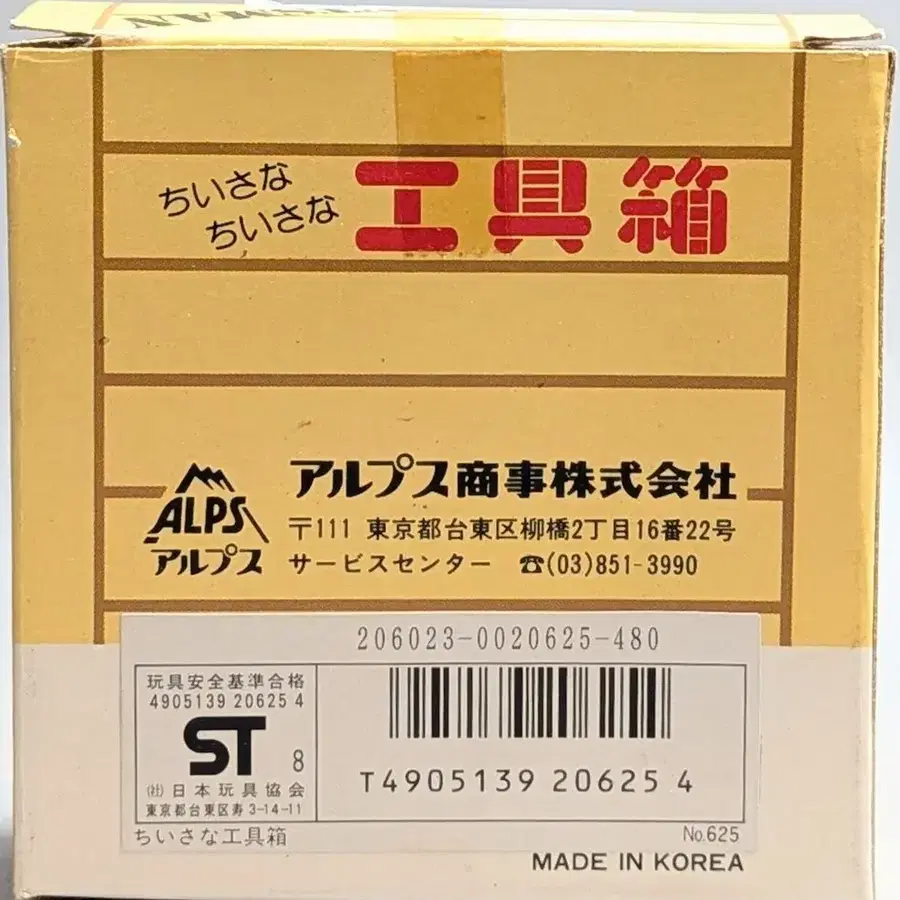 ちいさな
ちいさな 工具箱
ALPS
アルプス
アルプス商事株式会社
〒111 東京都台東区柳橋2丁目16番22号
サービスセンター ☎(03)851-3990
206023-0020625-480
玩具安全基準合格
4905139 20625 4
ST 8
(社)日本玩具協会
東京都台東区寿3-14-11
T4905139 20625 4
ちいさな工具箱
No.625
MADE IN KOREA